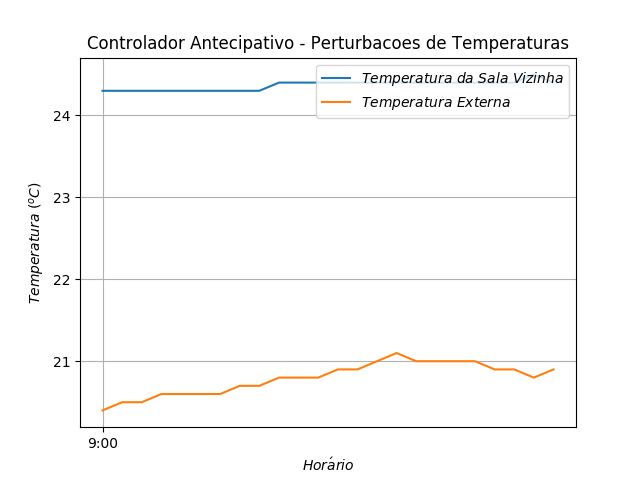 Controlador Antecipativo - Perturbacoes de Temperaturas
Temperatura da Sala Vizinha
Temperatura Externa
24
23
22
21
Temperatura (°C)
9:00
Horário